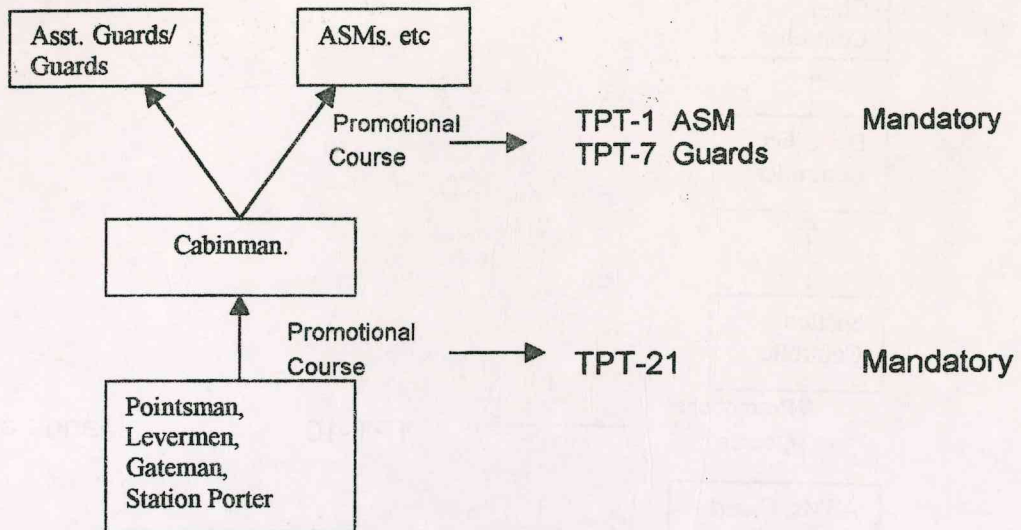 Asst. Guards/
Guards
ASMs. etc
Promotional
Course
TPT-1 ASM
Mandatory
TPT-7 Guards
Cabinman.
Promotional
Course
TPT-21
Mandatory
Pointsman,
Levermen,
Gateman,
Station Porter